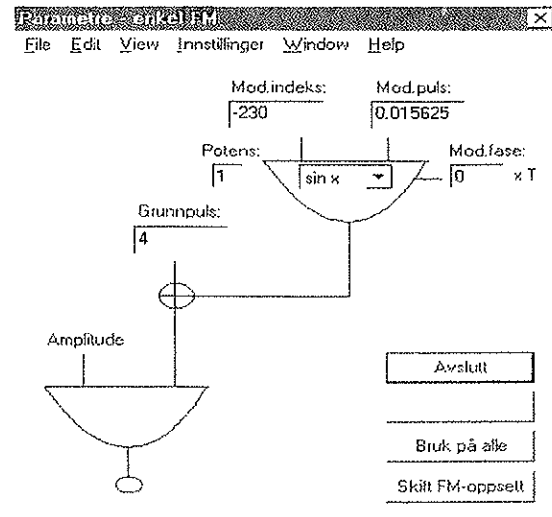 Parametre - enkel FM
File Edit View Innstillinger Window Help
Mod.indeks: Mod.puls:
-230 0.015625
Potens: Mod.fase:
1 sin x 0 x T
Grunnpuls:
4
Amplitude
Avslutt
Bruk på alle
Skift FM-oppsett